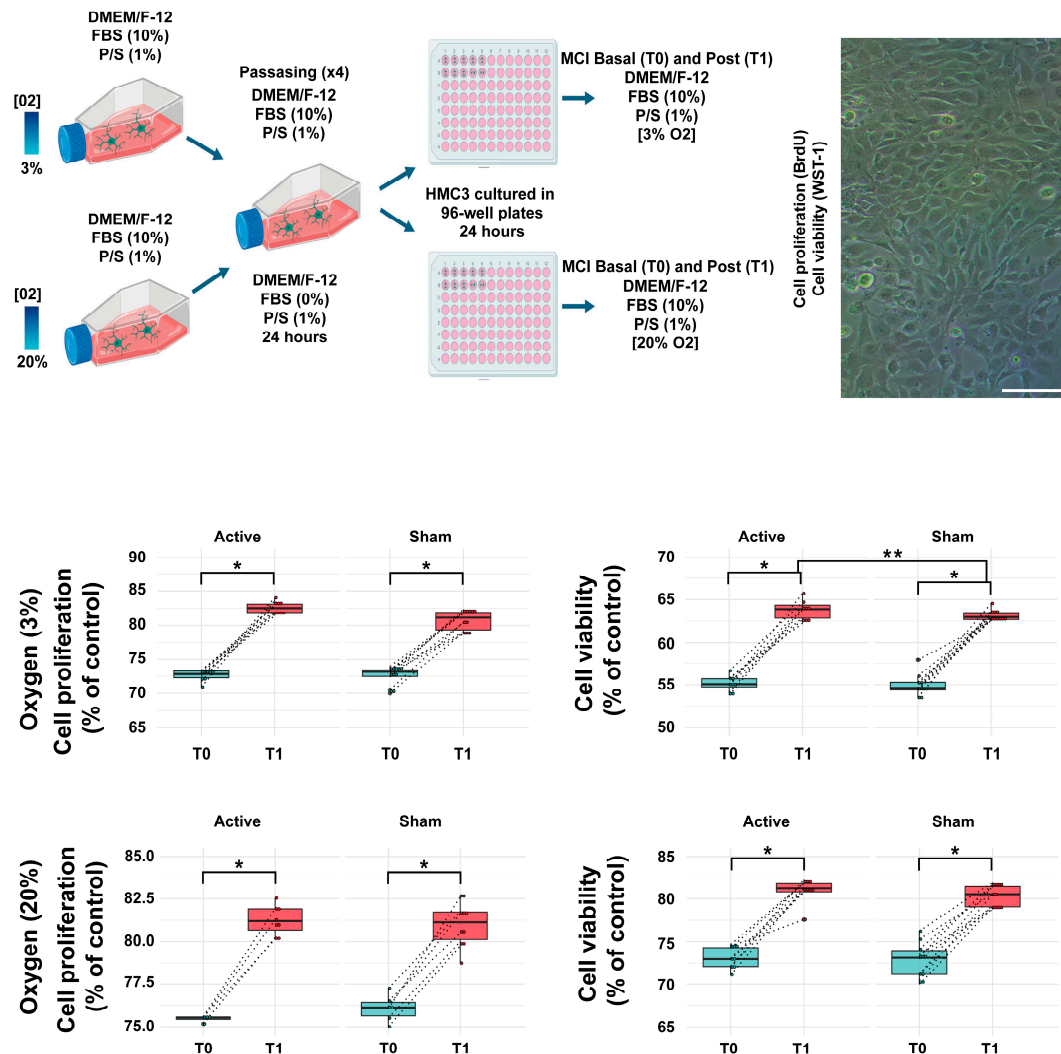 DMEM/F-12
FBS (10%)
P/S (1%)
[02]
3%
DMEM/F-12
FBS (10%)
P/S (1%)
[02]
20%
Passasing (x4)
DMEM/F-12
FBS (10%)
P/S (1%)
DMEM/F-12
FBS (0%)
P/S (1%)
24 hours
HMC3 cultured in
96-well plates
24 hours
MCI Basal (T0) and Post (T1)
DMEM/F-12
FBS (10%)
P/S (1%)
[3% O2]
MCI Basal (T0) and Post (T1)
DMEM/F-12
FBS (10%)
P/S (1%)
[20% O2]
Cell proliferation (BrdU)
Cell viability (WST-1)
Oxygen (3%)
Cell proliferation
(% of control)
Active
Sham
90
85
80
75
70
65
*
*
T0
T1
T0
T1
Cell viability
(% of control)
Active
Sham
70
65
60
55
50
*
**
*
T0
T1
T0
T1
Oxygen (20%)
Cell proliferation
(% of control)
Active
Sham
85.0
82.5
80.0
77.5
75.0
*
*
T0
T1
T0
T1
Cell viability
(% of control)
Active
Sham
85
80
73
70
65
*
*
T0
T1
T0
T1